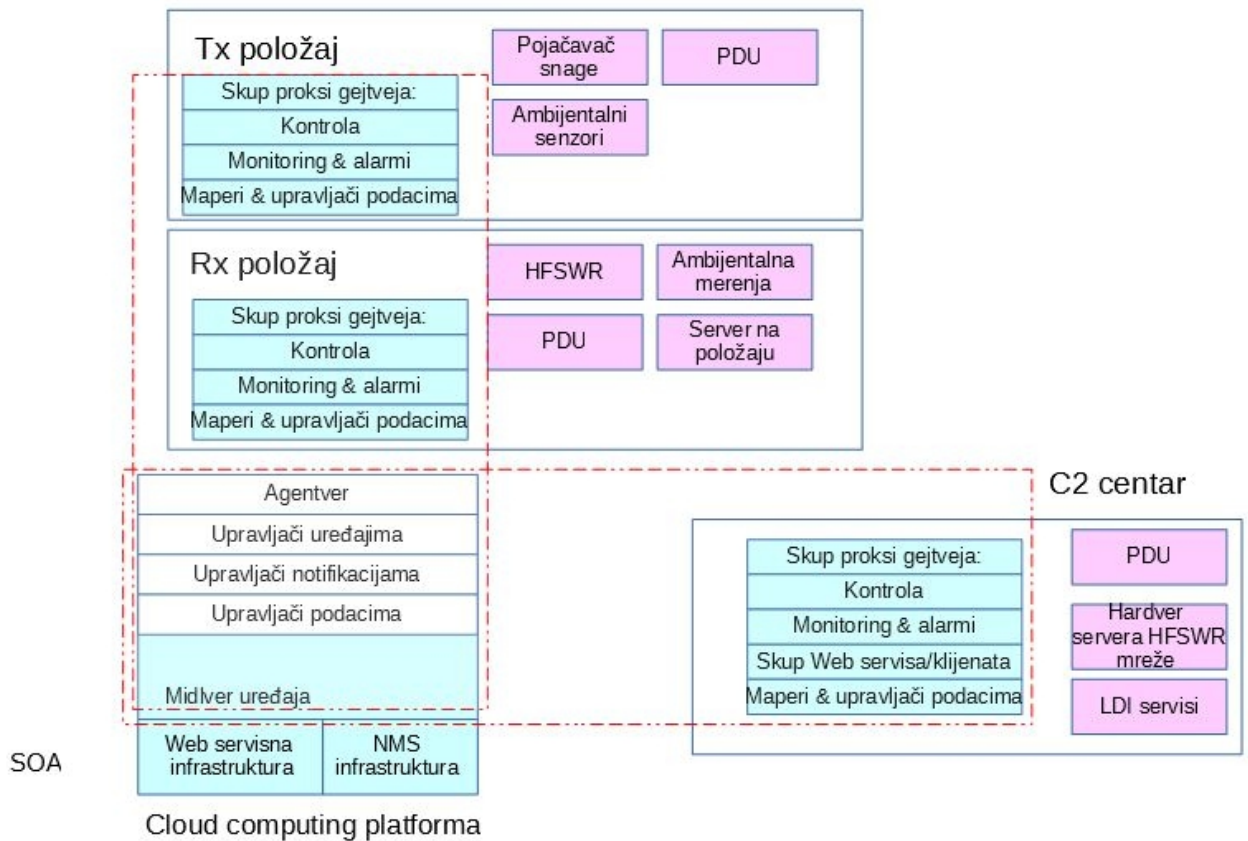 Tx položaj
Pojačavač
snage
PDU
Skup proksi gejtveja:
Kontrola
Monitoring & alarmi
Maperi & upravljači podacima
Ambijentalni
senzori
Rx položaj
HFSWR
Ambijentalna
merenja
Skup proksi gejtveja:
Kontrola
Monitoring & alarmi
Maperi & upravljači podacima
PDU
Server na
položaju
Agentver
Upravljači uređajima
Upravljači notifikacijama
Upravljači podacima
Midlver uređaja
C2 centar
Skup proksi gejtveja:
Kontrola
Monitoring & alarmi
Skup Web servisa/klijenata
Maperi & upravljači podacima
PDU
Hardver
servera HFSWR
mreže
LDI servisi
SOA
Web servisna
infrastruktura
NMS
infrastruktura
Cloud computing platforma